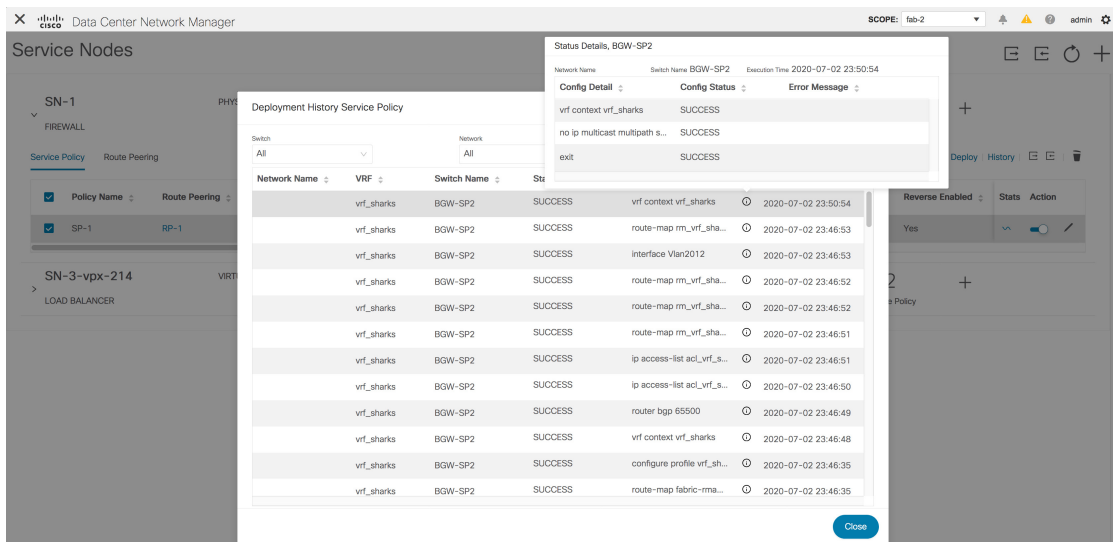 CISCO Data Center Network Manager SCOPE: fab-2 admin
Service Nodes
Status Details, BGW-SP2
Network Name Switch Name BGW-SP2 Execution Time 2020-07-02 23:50:54
Config Detail Config Status Error Message
vrf context vrf_sharks SUCCESS
no ip multicast multipath s... SUCCESS
exit SUCCESS
SN-1
FIREWALL
Service Policy Route Peering Deploy History
Policy Name Route Peering Reverse Enabled Stats Action
SP-1 RP-1 Yes
SN-3-vpx-214
LOAD BALANCER
Deployment History Service Policy
Switch Network
All All
Network Name VRF Switch Name
vrf_sharks BGW-SP2 SUCCESS vrf context vrf_sharks 2020-07-02 23:50:54
vrf_sharks BGW-SP2 SUCCESS route-map rm_vrf_sha... 2020-07-02 23:46:53
vrf_sharks BGW-SP2 SUCCESS interface Vlan2012 2020-07-02 23:46:53
vrf_sharks BGW-SP2 SUCCESS route-map rm_vrf_sha... 2020-07-02 23:46:52
vrf_sharks BGW-SP2 SUCCESS route-map rm_vrf_sha... 2020-07-02 23:46:52
vrf_sharks BGW-SP2 SUCCESS route-map rm_vrf_sha... 2020-07-02 23:46:51
vrf_sharks BGW-SP2 SUCCESS ip access-list acl_vrf_s... 2020-07-02 23:46:51
vrf_sharks BGW-SP2 SUCCESS ip access-list acl_vrf_s... 2020-07-02 23:46:50
vrf_sharks BGW-SP2 SUCCESS router bgp 65500 2020-07-02 23:46:49
vrf_sharks BGW-SP2 SUCCESS vrf context vrf_sharks 2020-07-02 23:46:48
vrf_sharks BGW-SP2 SUCCESS configure profile vrf_sh... 2020-07-02 23:46:35
vrf_sharks BGW-SP2 SUCCESS route-map fabric-rma... 2020-07-02 23:46:35
Policy
Close